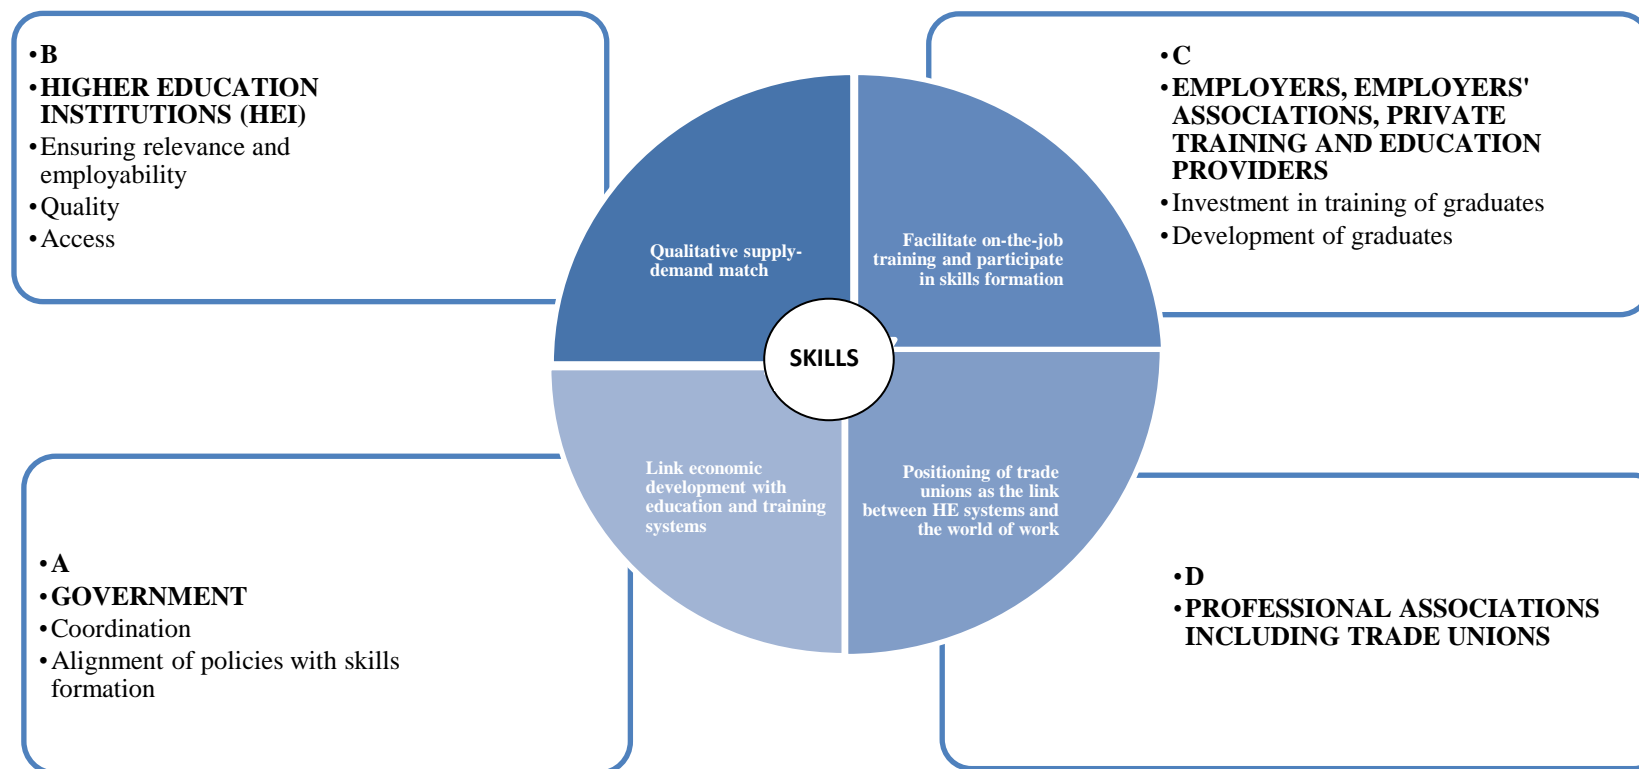 • B
• HIGHER EDUCATION
INSTITUTIONS (HEI)
• Ensuring relevance and
employability
• Quality
• Access
• C
• EMPLOYERS, EMPLOYERS'
ASSOCIATIONS, PRIVATE
TRAINING AND EDUCATION
PROVIDERS
• Investment in training of graduates
• Development of graduates
Qualitative supply-
demand match
Facilitate on-the-job
training and participate
in skills formation
SKILLS
Link economic
development with
education and training
systems
Positioning of trade
unions as the link
between HE systems and
the world of work
• A
• GOVERNMENT
• Coordination
• Alignment of policies with skills
formation
• D
• PROFESSIONAL ASSOCIATIONS
INCLUDING TRADE UNIONS